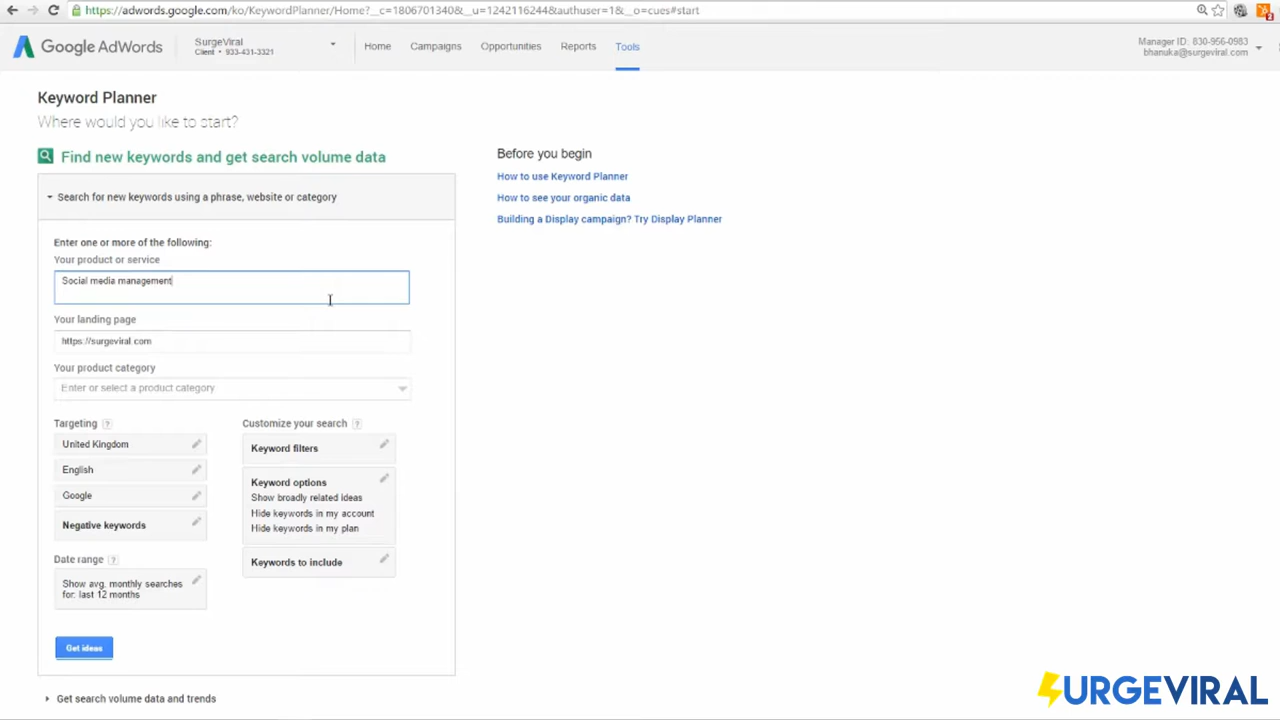 https://adwords.google.com/ko/KeywordPlanner/Home?__c=1806701340&__u=1242116244&authuser=1&__o=cues#start
Google AdWords
SurgeViral
Client • 933-431-3321
Home
Campaigns
Opportunities
Reports
Tools
Manager ID: 830-956-0983
bhanuka@surgeviral.com
Keyword Planner
Where would you like to start?
Find new keywords and get search volume data
Search for new keywords using a phrase, website or category
Enter one or more of the following:
Your product or service
Social media management
Your landing page
https://surgeviral.com
Your product category
Enter or select a product category
Targeting ?
United Kingdom
English
Google
Negative keywords
Date range ?
Show avg. monthly searches
for: last 12 months
Customize your search ?
Keyword filters
Keyword options
Show broadly related ideas
Hide keywords in my account
Hide keywords in my plan
Keywords to include
Get ideas
Get search volume data and trends
Before you begin
How to use Keyword Planner
How to see your organic data
Building a Display campaign? Try Display Planner
SURGEVIRAL